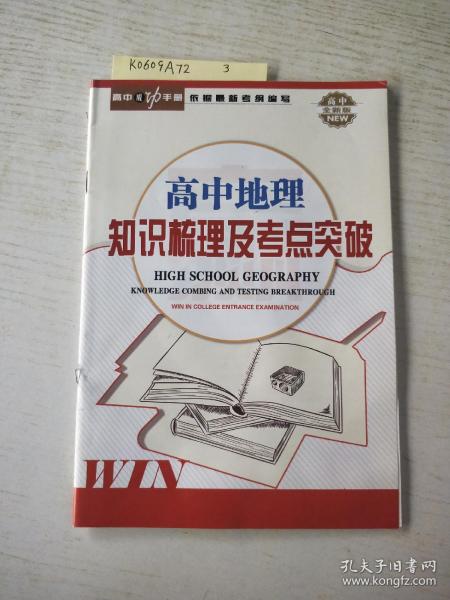 K0609A72 3
高中成功手册 依据最新考纲编写
高中
全新版
NEW
高中地理
知识梳理及考点突破
HIGH SCHOOL GEOGRAPHY
KNOWLEDGE COMBING AND TESTING BREAKTHROUGH
WIN IN COLLEGE ENTRANCE EXAMINATION
WIN
孔夫子旧书网
www.kongfz.com